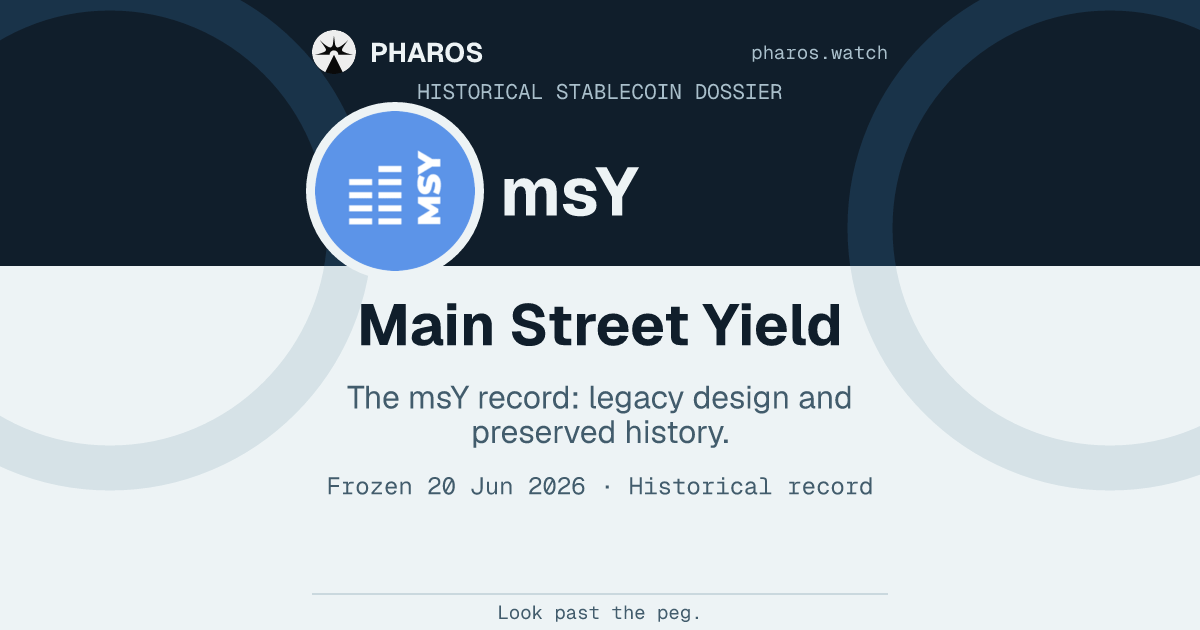 PHAROS
pharos.watch
HISTORICAL STABLECOIN DOSSIER
MSY
msY
Main Street Yield
The msY record: legacy design and
preserved history.
Frozen 20 Jun 2026 · Historical record
Look past the peg.